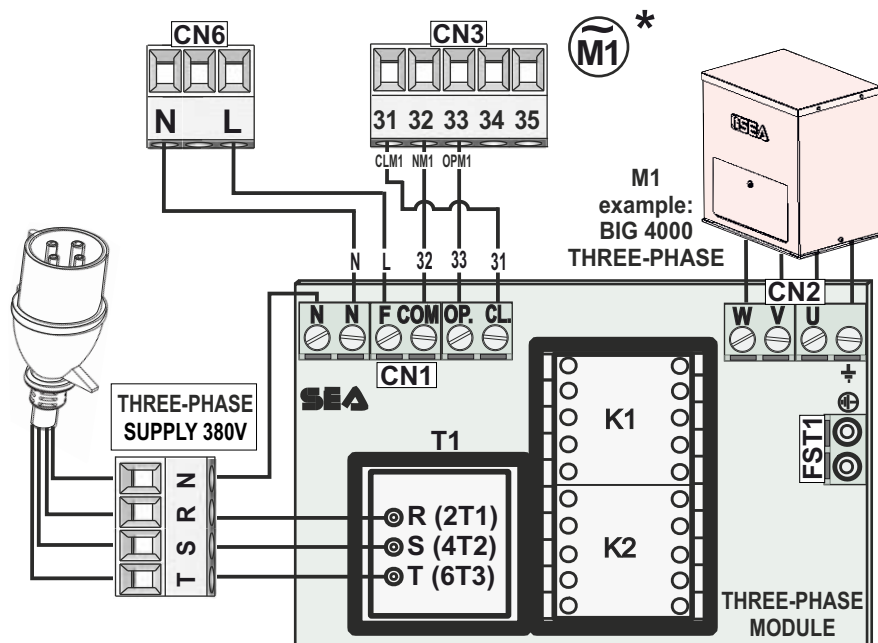 CN6
N L
CN3
31 32 33 34 35
CLM1 NM1 OPM1
M1 *
SEA
M1
example:
BIG 4000
THREE-PHASE
N L 32 33 31
CN2
W V U
N N F COM OP. CL.
CN1
SEA
THREE-PHASE
SUPPLY 380V
T1
K1
K2
FST1
N
R
S
T
R (2T1)
S (4T2)
T (6T3)
THREE-PHASE
MODULE